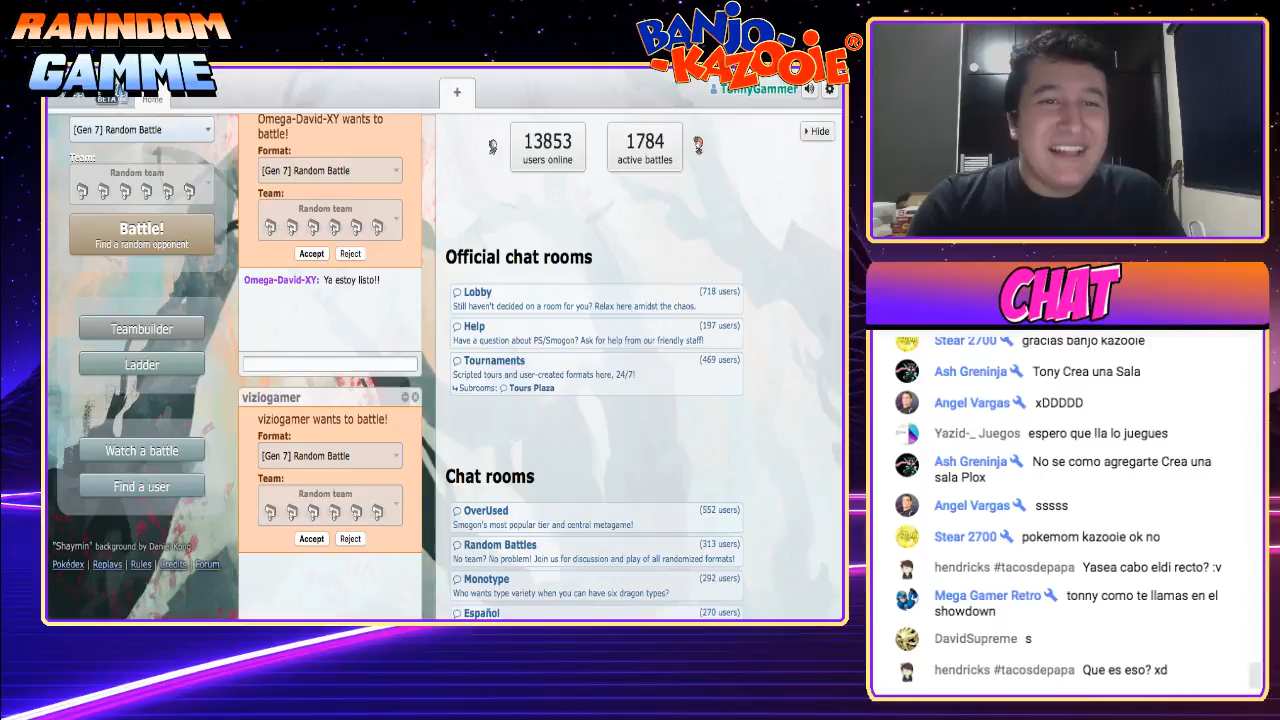 RANNDOM
GAMME
BANJO-
KAZOOIE®
BETA
Home
+
TonnyGammer
[Gen 7] Random Battle
Team:
Random team
Battle!
Find a random opponent
Teambuilder
Ladder
Watch a battle
Find a user
"Shaymin" background by Daniel Kong
Pokédex | Replays | Rules | Credits | Forum
Omega-David-XY wants to
battle!
Format:
[Gen 7] Random Battle
Team:
Random team
Accept Reject
Omega-David-XY: Ya estoy listo!!
viziogamer
viziogamer wants to battle!
Format:
[Gen 7] Random Battle
Team:
Random team
Accept Reject
13853
users online
1784
active battles
Hide
Official chat rooms
Lobby (718 users)
Still haven't decided on a room for you? Relax here amidst the chaos.
Help (197 users)
Have a question about PS/Smogon? Ask for help from our friendly staff!
Tournaments (469 users)
Scripted tours and user-created formats here, 24/7!
Subrooms: Tours Plaza
Chat rooms
OverUsed (552 users)
Smogon's most popular tier and central metagame!
Random Battles (313 users)
No team? No problem! Join us for discussion and play of all randomized formats!
Monotype (292 users)
Who wants type variety when you can have six dragon types?
Español (270 users)
CHAT
Stear 2700 gracias banjo kazooie
Ash Greninja Tony Crea una Sala
Angel Vargas xDDDDD
Yazid-_ Juegos espero que lla lo juegues
Ash Greninja No se como agregarte Crea una
sala Plox
Angel Vargas sssss
Stear 2700 pokemom kazooie ok no
hendricks #tacosdepapa Yasea cabo eldi recto? :v
Mega Gamer Retro tonny como te llamas en el
showdown
DavidSupreme s
hendricks #tacosdepapa Que es eso? xd